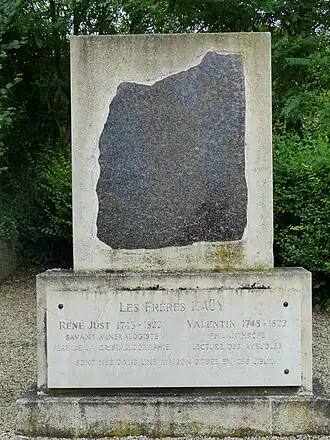 LES FRÈRES HAÜY
RENÉ JUST 1743-1822 VALENTIN 1745-1822
SAVANT MINÉRALOGISTE PHILANTHROPE
PÈRE DE LA CRISTALLOGRAPHIE LECTURE DES AVEUGLES
SONT NÉS DANS UNE MAISON SITUÉE EN CES LIEUX